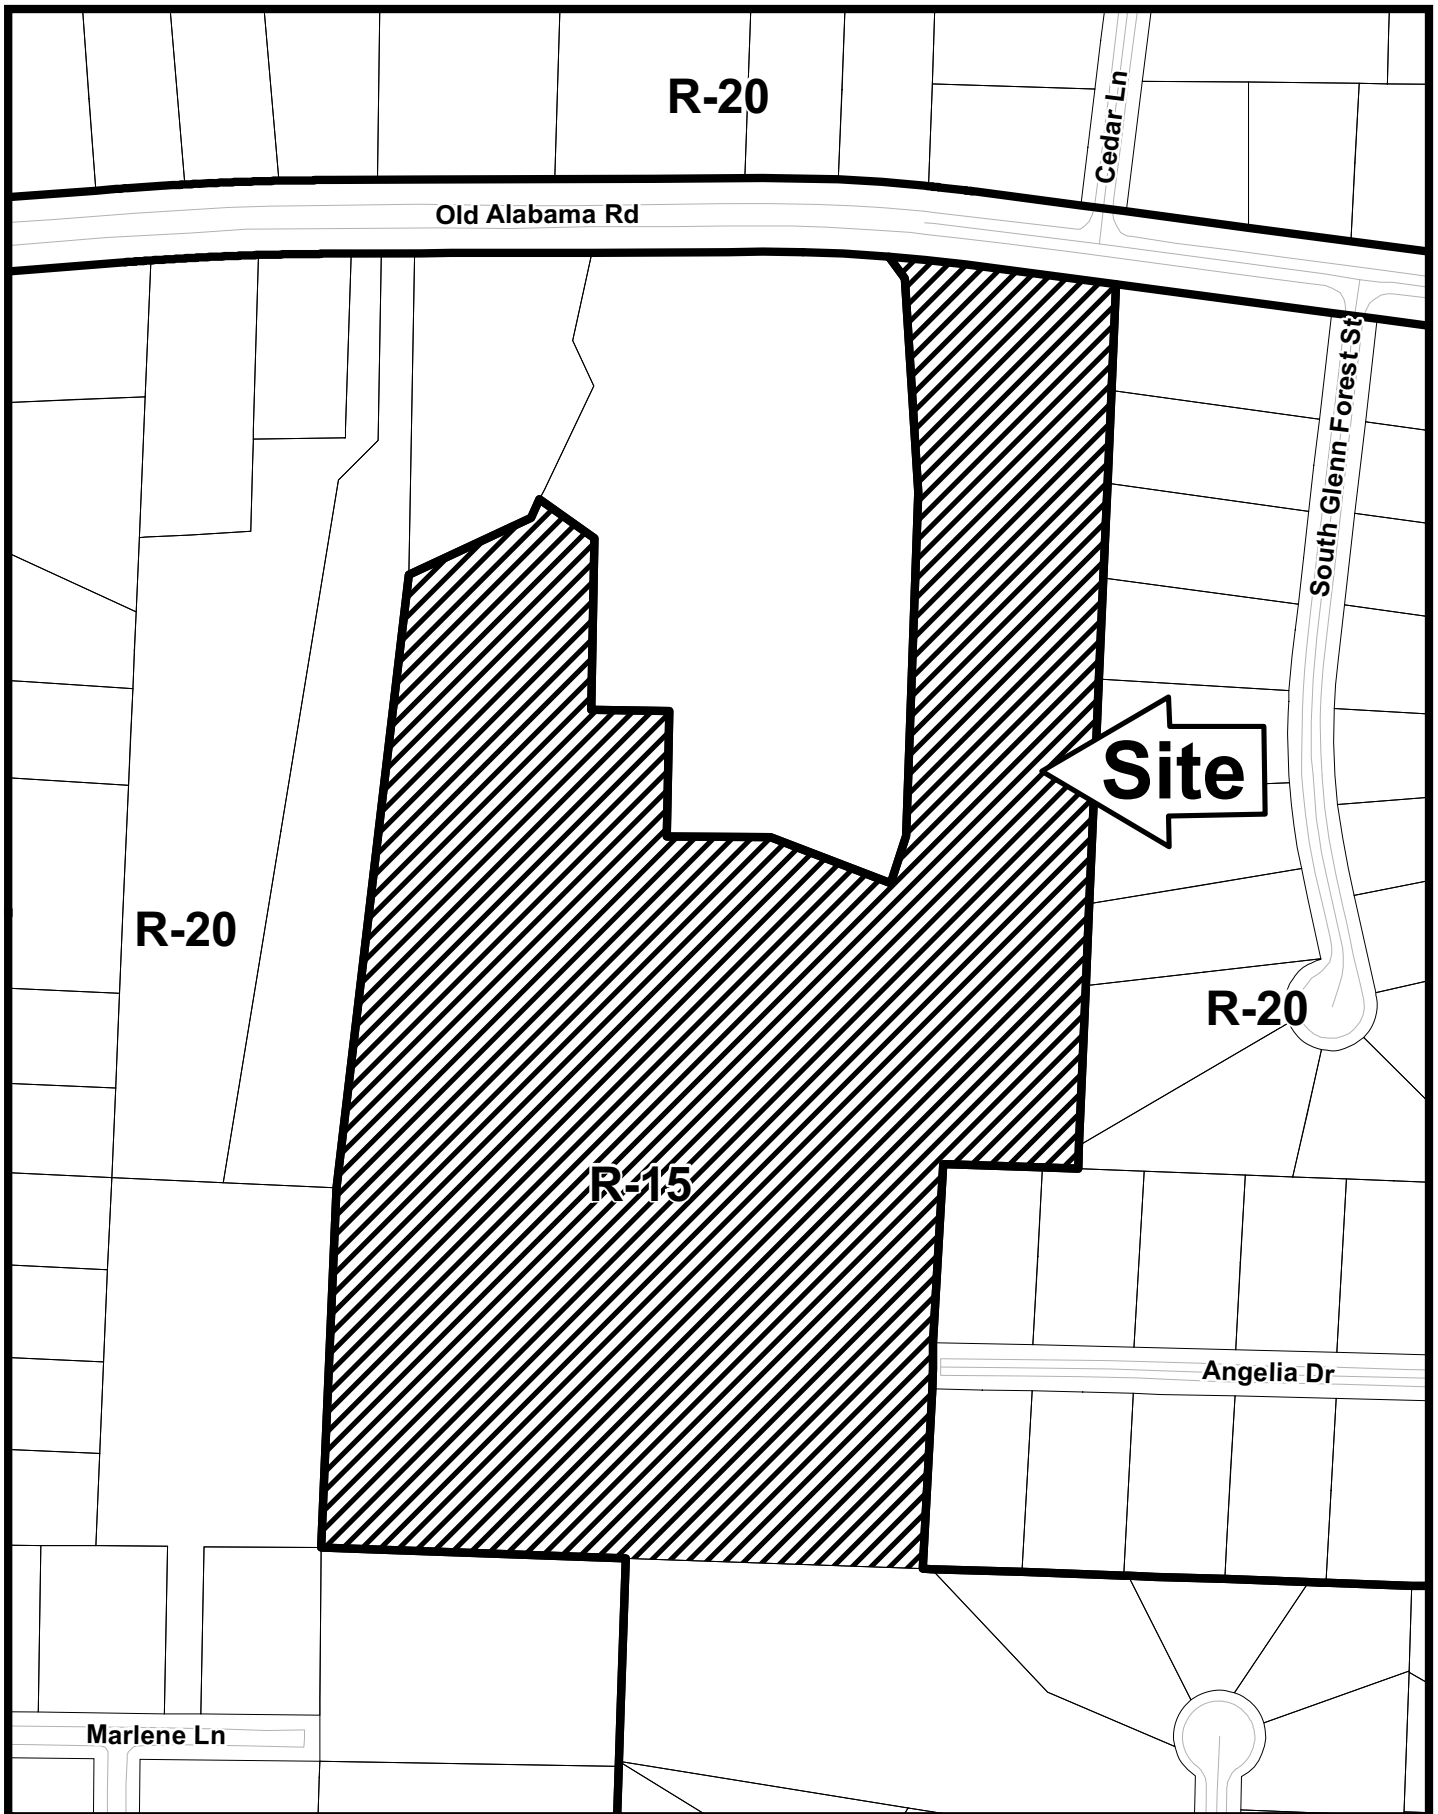 R-20
Cedar Ln
Old Alabama Rd
South Glenn Forest St
Site
R-20
R-20
R-15
Angelia Dr
Marlene Ln